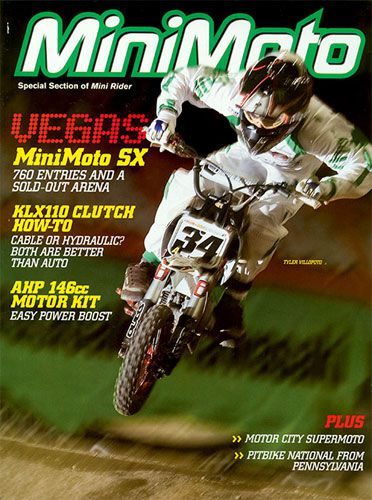 MiniMoto
Special Section of Mini Rider
VEGAS
MiniMoto SX
760 ENTRIES AND A
SOLD-OUT ARENA
KLX110 CLUTCH
HOW-TO
CABLE OR HYDRAULIC?
BOTH ARE BETTER
THAN AUTO
AHP 146cc
MOTOR KIT
EASY POWER BOOST
34
TYLER VILLOPOTO
PLUS
>> MOTOR CITY SUPERMOTO
>> PITBIKE NATIONAL FROM
PENNSYLVANIA